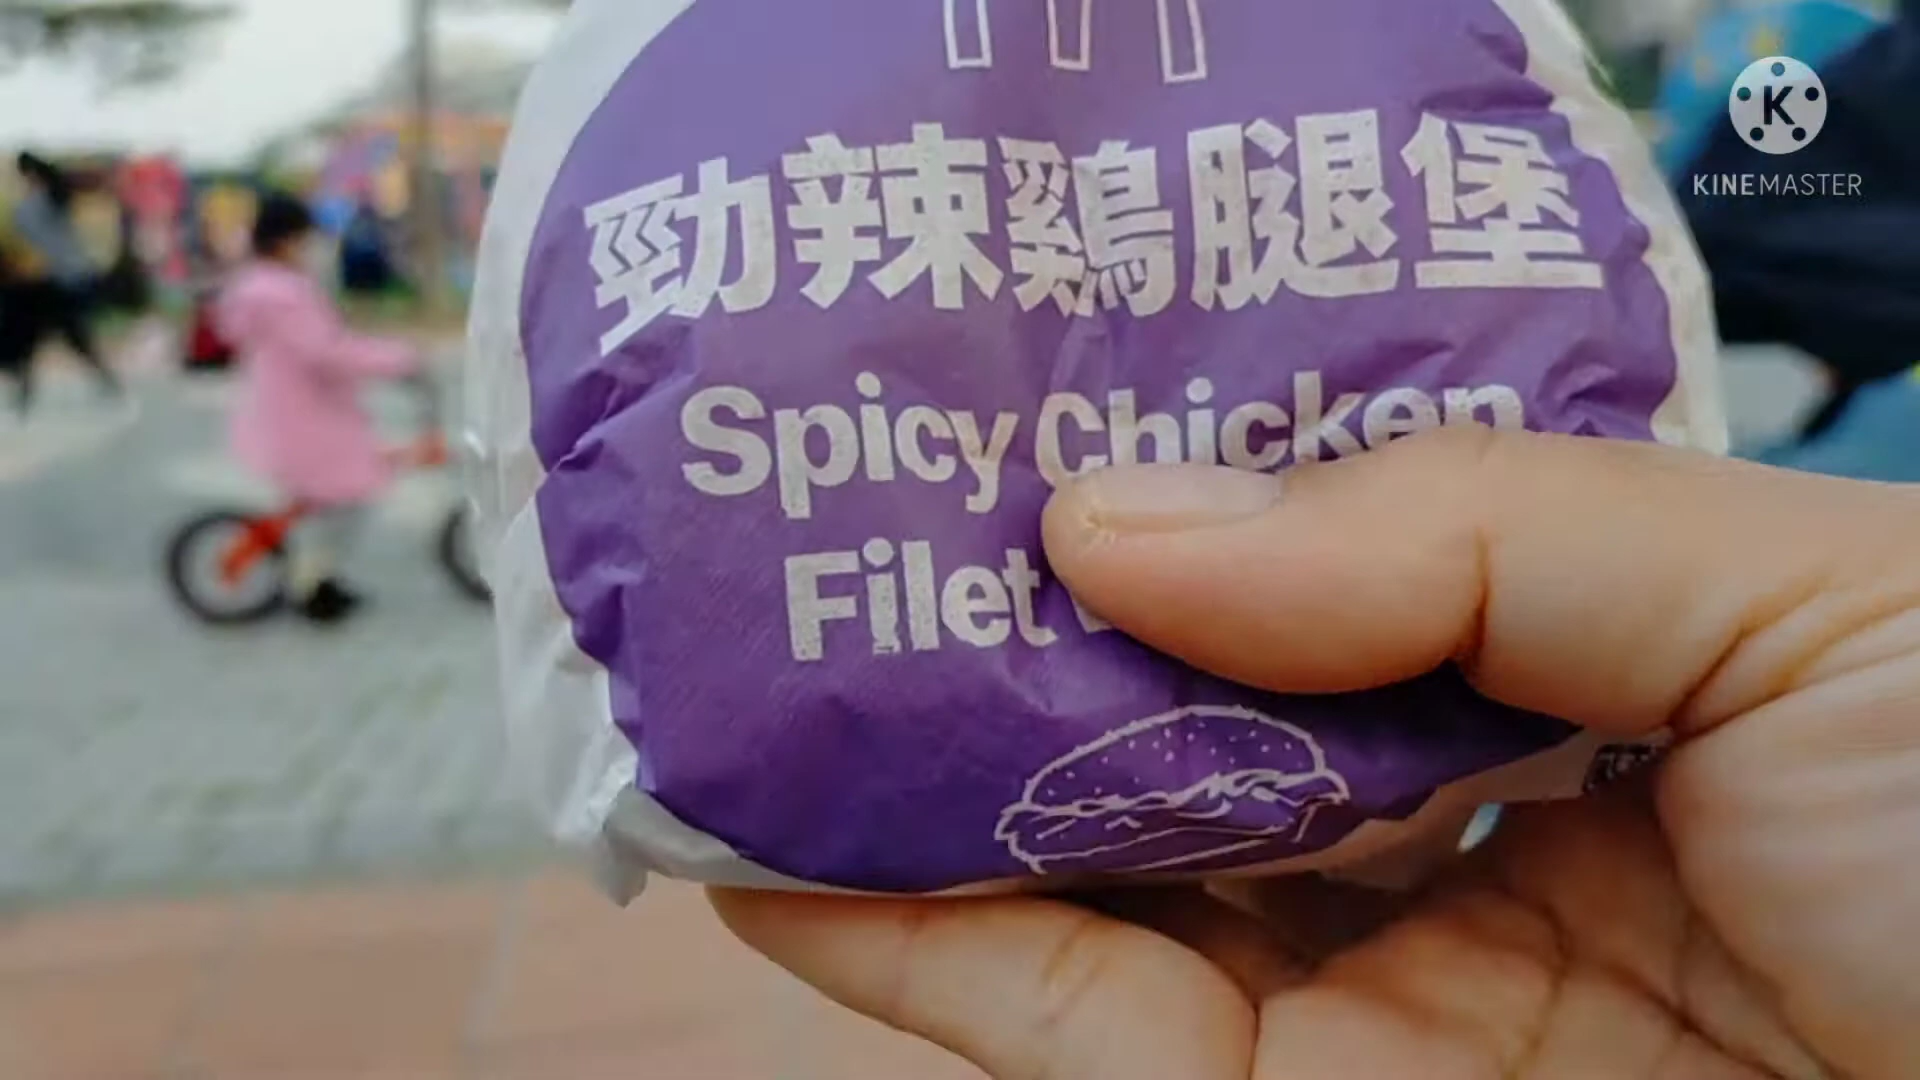 勁辣鷄腿堡
Spicy Chicken
Filet
KINEMASTER